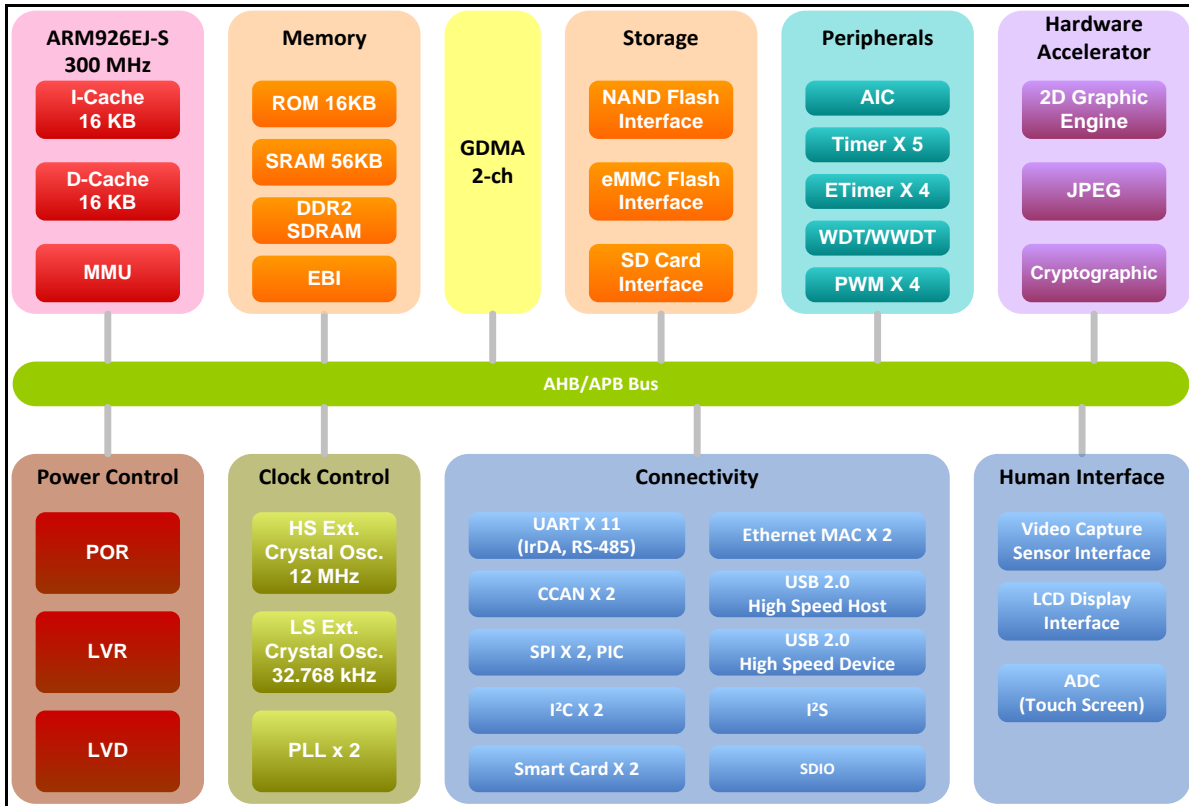 ARM926EJ-S
300 MHz
I-Cache
16 KB
D-Cache
16 KB
MMU
Memory
ROM 16KB
SRAM 56KB
DDR2
SDRAM
EBI
GDMA
2-ch
Storage
NAND Flash
Interface
eMMC Flash
Interface
SD Card
Interface
Peripherals
AIC
Timer X 5
ETimer X 4
WDT/WWDT
PWM X 4
Hardware
Accelerator
2D Graphic
Engine
JPEG
Cryptographic
AHB/APB Bus
Power Control
POR
LVR
LVD
Clock Control
HS Ext.
Crystal Osc.
12 MHz
LS Ext.
Crystal Osc.
32.768 kHz
PLL x 2
Connectivity
UART X 11
(IrDA, RS-485)
CCAN X 2
SPI X 2, PIC
I²C X 2
Smart Card X 2
Ethernet MAC X 2
USB 2.0
High Speed Host
USB 2.0
High Speed Device
I²S
SDIO
Human Interface
Video Capture
Sensor Interface
LCD Display
Interface
ADC
(Touch Screen)